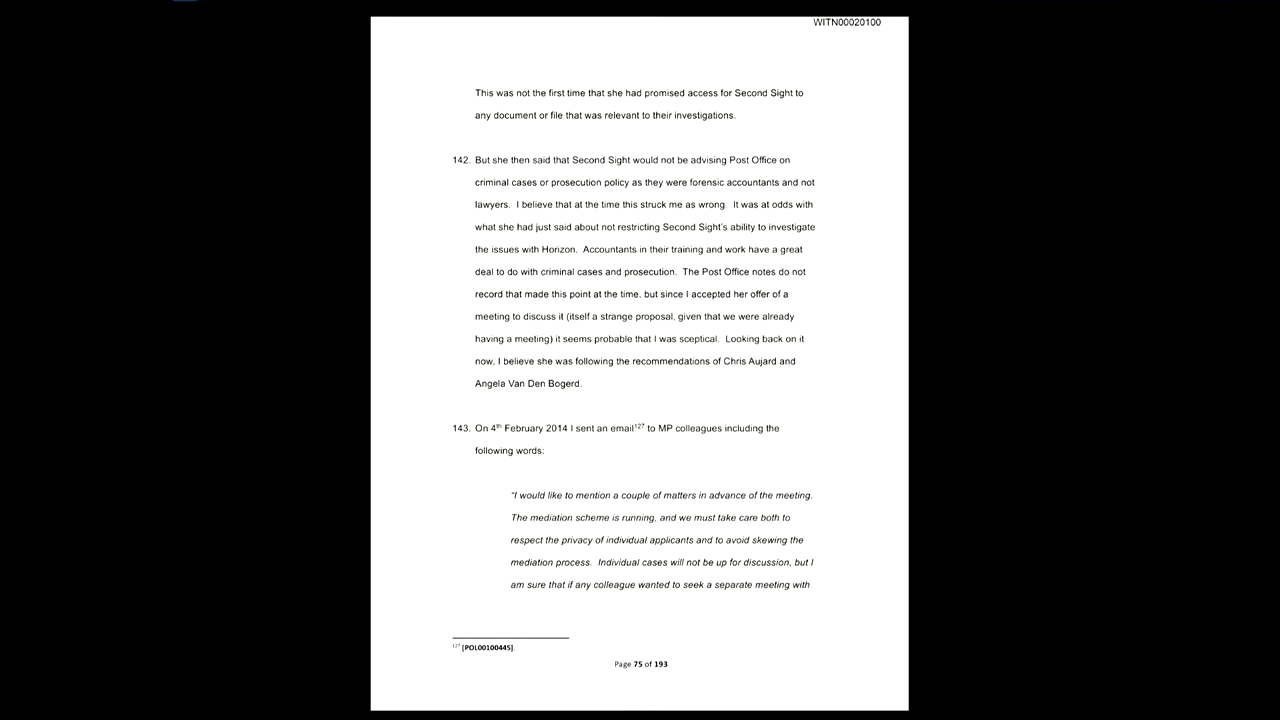 WITN00020100
This was not the first time that she had promised access for Second Sight to
any document or file that was relevant to their investigations.
142. But she then said that Second Sight would not be advising Post Office on
criminal cases or prosecution policy as they were forensic accountants and not
lawyers. I believe that at the time this struck me as wrong. It was at odds with
what she had just said about not restricting Second Sight's ability to investigate
the issues with Horizon. Accountants in their training and work have a great
deal to do with criminal cases and prosecution. The Post Office notes do not
record that made this point at the time, but since I accepted her offer of a
meeting to discuss it (itself a strange proposal, given that we were already
having a meeting) it seems probable that I was sceptical. Looking back on it
now, I believe she was following the recommendations of Chris Aujard and
Angela Van Den Bogerd.
143. On 4th February 2014 I sent an email127 to MP colleagues including the
following words:
"I would like to mention a couple of matters in advance of the meeting.
The mediation scheme is running, and we must take care both to
respect the privacy of individual applicants and to avoid skewing the
mediation process. Individual cases will not be up for discussion, but I
am sure that if any colleague wanted to seek a separate meeting with
127 [POL00100445].
Page 75 of 193